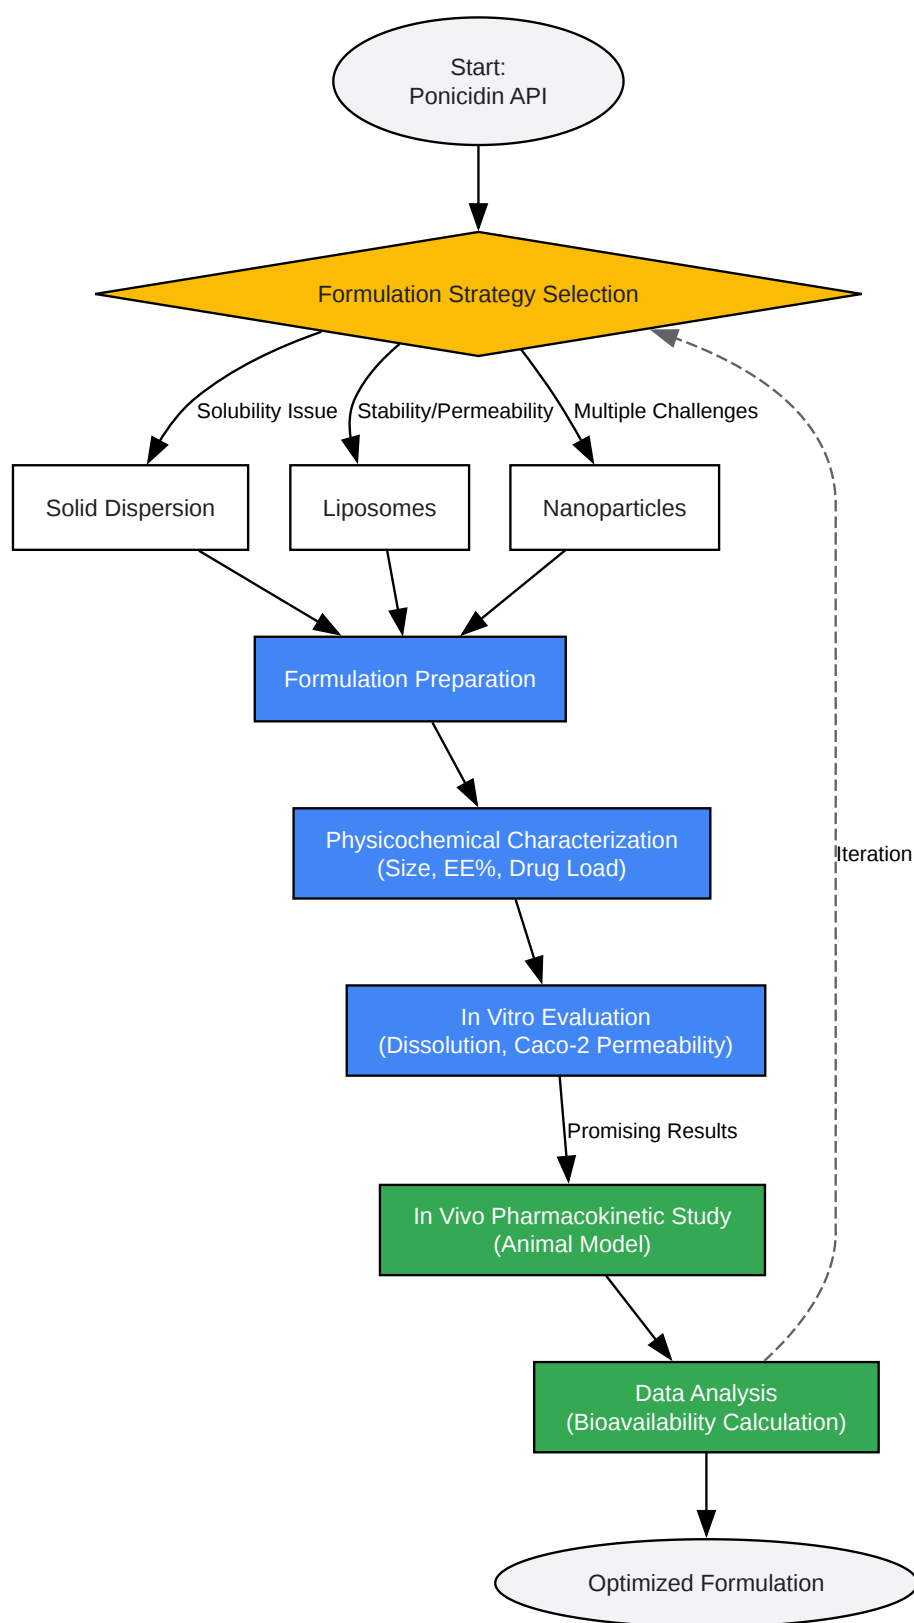 Start:
Ponicidin API
Formulation Strategy Selection
Solubility Issue
Stability/Permeability
Multiple Challenges
Solid Dispersion
Liposomes
Nanoparticles
Formulation Preparation
Physicochemical Characterization
(Size, EE%, Drug Load)
Iteration
In Vitro Evaluation
(Dissolution, Caco-2 Permeability)
Promising Results
In Vivo Pharmacokinetic Study
(Animal Model)
Data Analysis
(Bioavailability Calculation)
Optimized Formulation